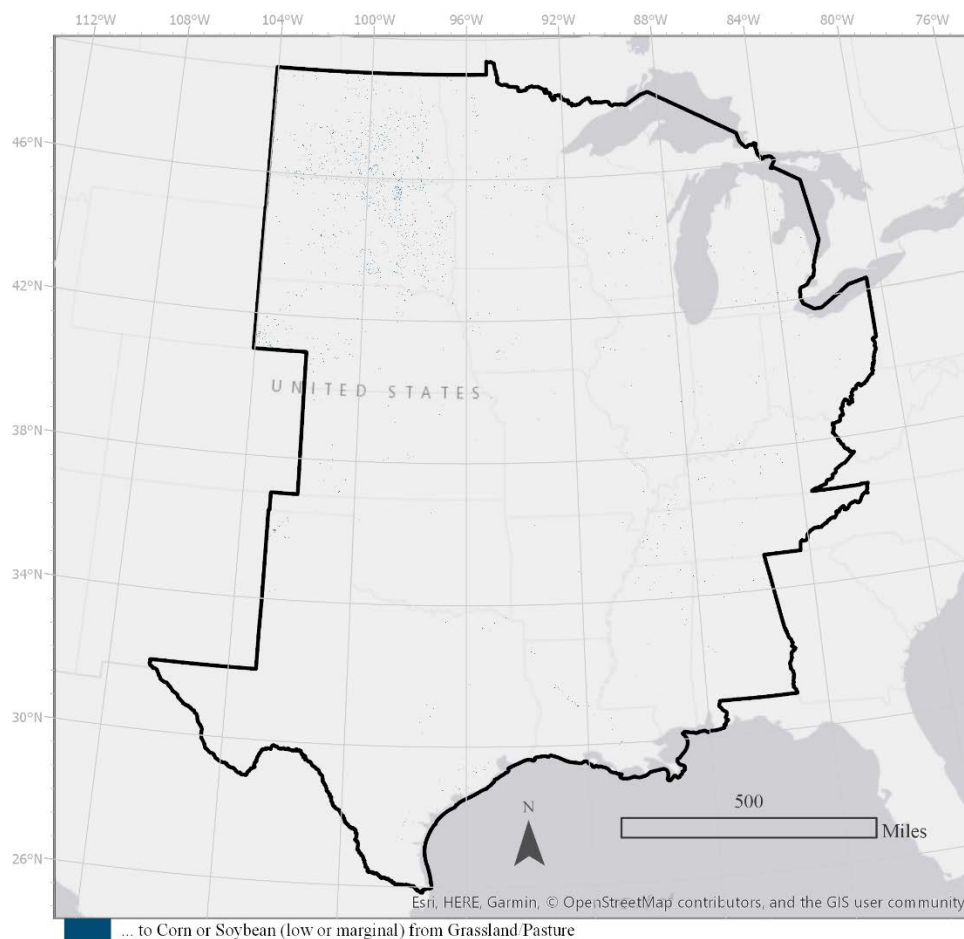 112°W 108°W 104°W 100°W 96°W 92°W 88°W 84°W 80°W 76°W
46°N
42°N
UNITED STATES
38°N
34°N
30°N
500
N
Miles
26°N
Esri, HERE, Garmin, © OpenStreetMap contributors, and the GIS user community
... to Corn or Soybean (low or marginal) from Grassland/Pasture